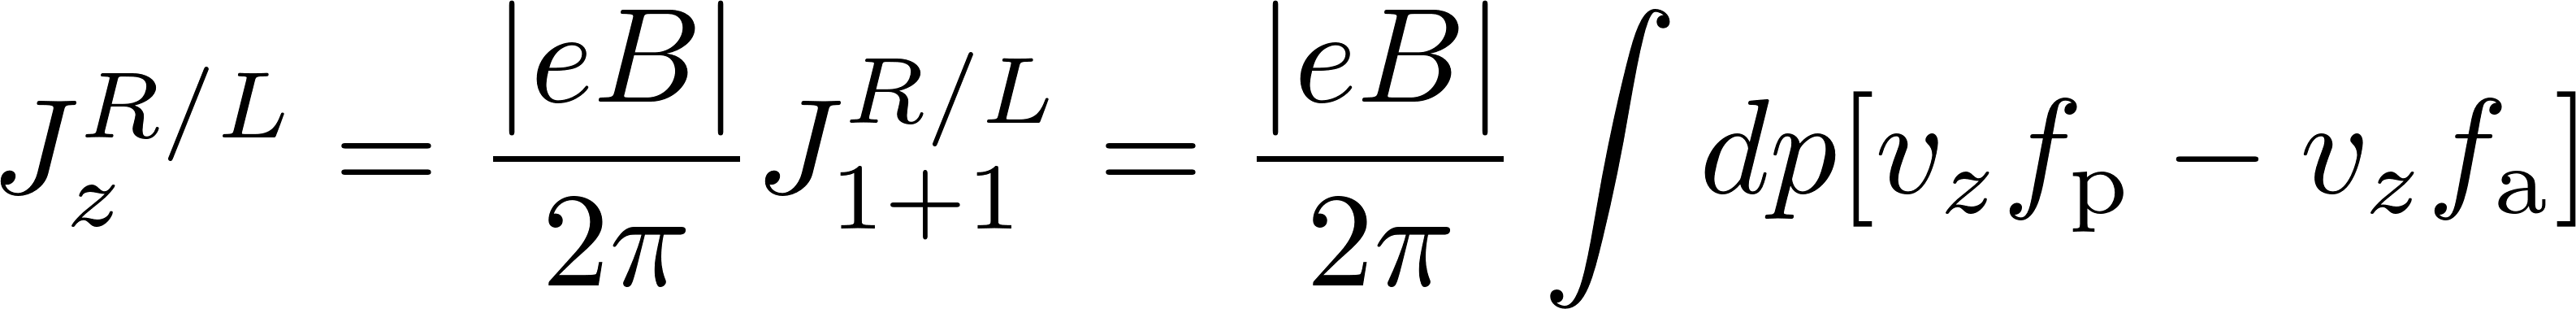 $J_z^{R/L} = \frac{|eB|}{2\pi} J_{1+1}^{R/L} = \frac{|eB|}{2\pi} \int dp [v_z f_{\mathrm{p}} - v_z f_{\mathrm{a}}]$